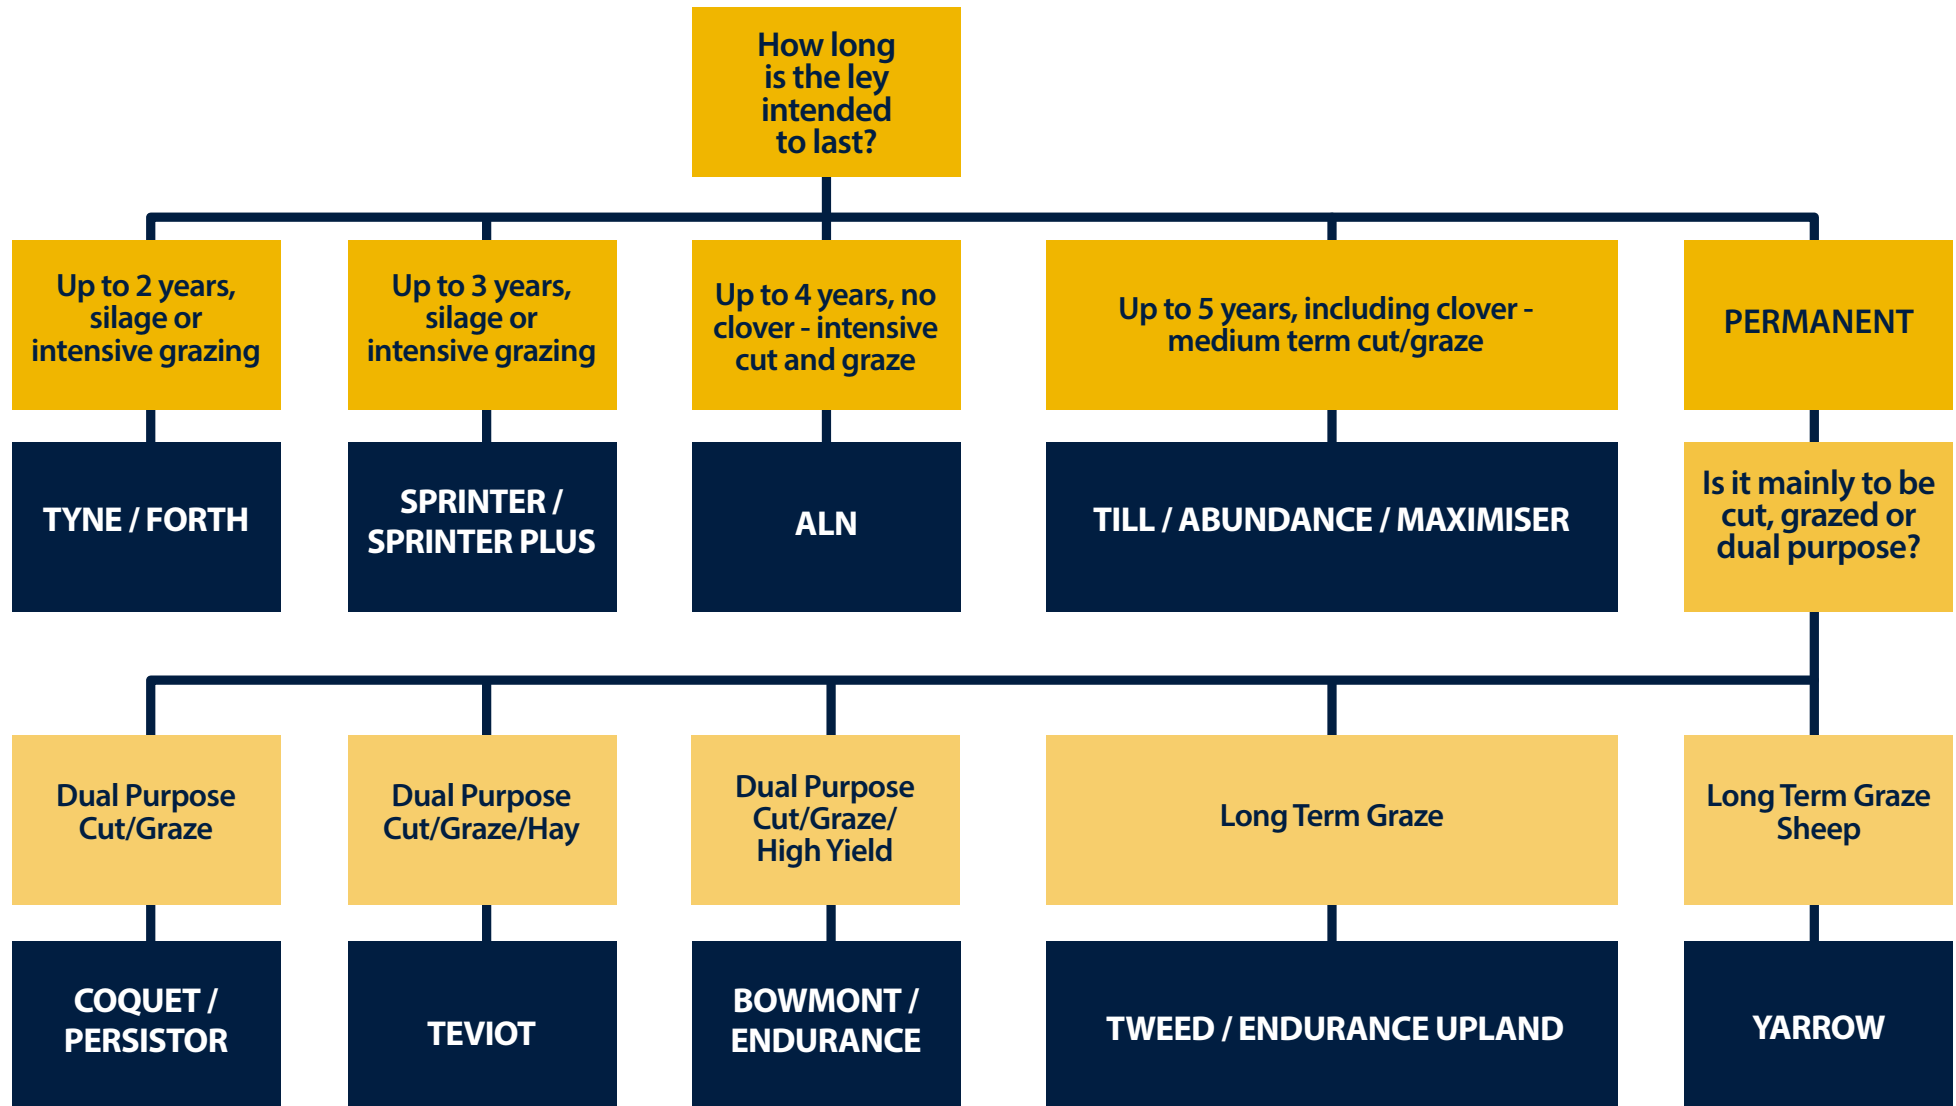 How long
is the ley
intended
to last?
Up to 2 years,
silage or
intensive grazing
Up to 3 years,
silage or
intensive grazing
Up to 4 years, no
clover - intensive
cut and graze
Up to 5 years, including clover -
medium term cut/graze
PERMANENT
TYNE / FORTH
SPRINTER /
SPRINTER PLUS
ALN
TILL / ABUNDANCE / MAXIMISER
Is it mainly to be
cut, grazed or
dual purpose?
Dual Purpose
Cut/Graze
Dual Purpose
Cut/Graze/Hay
Dual Purpose
Cut/Graze/
High Yield
Long Term Graze
Long Term Graze
Sheep
COQUET /
PERSISTOR
TEVIOT
BOWMONT /
ENDURANCE
TWEED / ENDURANCE UPLAND
YARROW